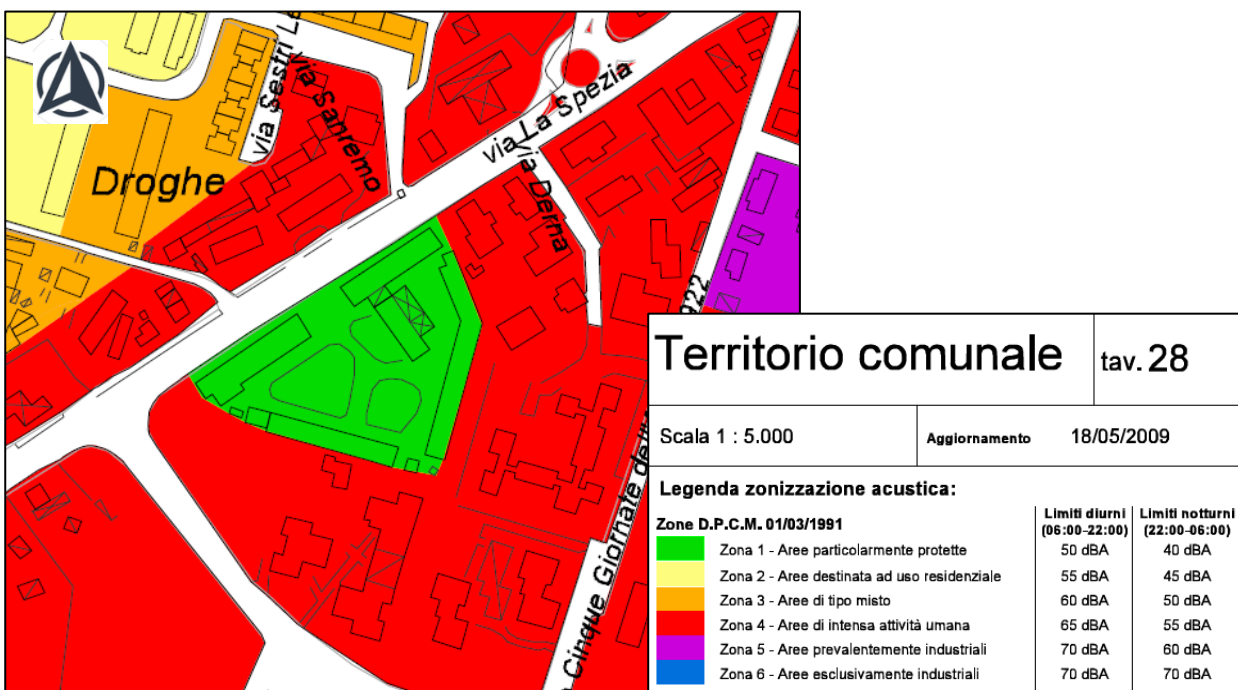 via Sestri Le
via Sanremo
via La Spezia
via Derna
Droghe
922
Cinque Giornate dell
Territorio comunale
tav. 28
Scala 1 : 5.000
Aggiornamento 18/05/2009
Legenda zonizzazione acustica:
Zone D.P.C.M. 01/03/1991
Limiti diurni (06:00-22:00)
Limiti notturni (22:00-06:00)
Zona 1 - Aree particolarmente protette 50 dBA 40 dBA
Zona 2 - Aree destinata ad uso residenziale 55 dBA 45 dBA
Zona 3 - Aree di tipo misto 60 dBA 50 dBA
Zona 4 - Aree di intensa attività umana 65 dBA 55 dBA
Zona 5 - Aree prevalentemente industriali 70 dBA 60 dBA
Zona 6 - Aree esclusivamente industriali 70 dBA 70 dBA